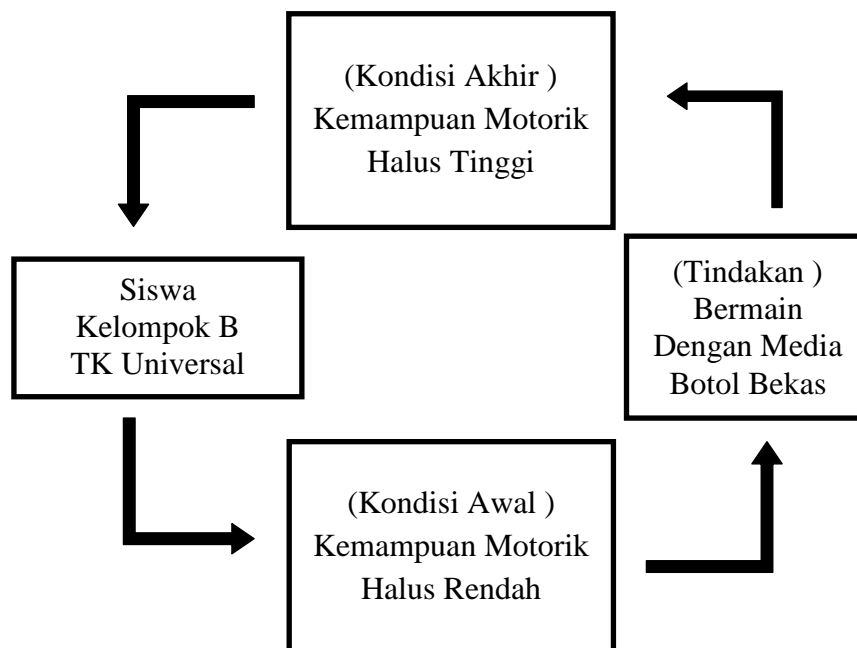 (Kondisi Akhir )
Kemampuan Motorik
Halus Tinggi
Siswa
Kelompok B
TK Universal
(Tindakan )
Bermain
Dengan Media
Botol Bekas
(Kondisi Awal )
Kemampuan Motorik
Halus Rendah